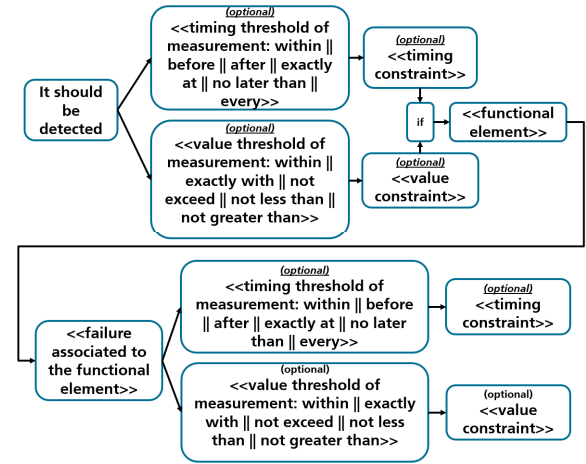 It should
be
detected
(optional)
<<timing threshold of
measurement: within ||
before || after || exactly
at || no later than ||
every>>
(optional)
<<timing
constraint>>
(optional)
<<value threshold of
measurement: within ||
exactly with || not
exceed || not less than ||
not greater than>>
(optional)
<<value
constraint>>
if
<<functional
element>>
<<failure
associated to
the functional
element>>
(optional)
<<timing threshold of
measurement: within || before
|| after || exactly at || no later
than || every>>
(optional)
<<timing
constraint>>
(optional)
<<value threshold of
measurement: within || exactly
with || not exceed || not less
than || not greater than>>
(optional)
<<value
constraint>>